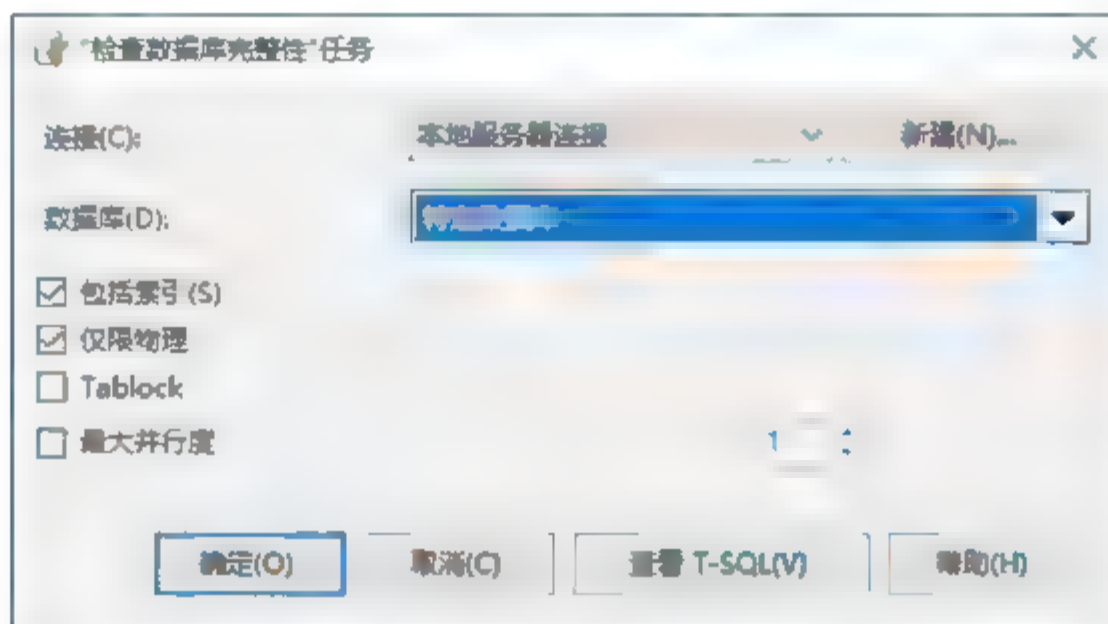 “检查数据库完整性”任务
连接(C): 本地服务器连接 新建(N)...
数据库(D):
包括索引(S)
仅限物理
Tablock
最大并行度 1
确定(O) 取消(C) 查看 T-SQL(V) 帮助(H)